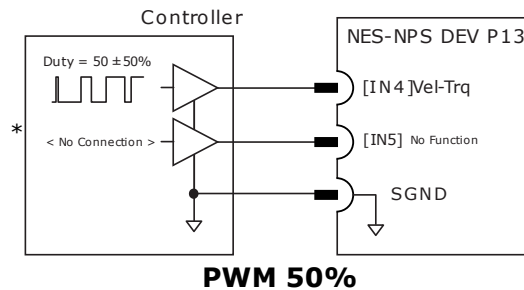 Controller
NES-NPS DEV P13
Duty = 50 ±50%
[IN4]Vel-Trq
*
< No Connection >
[IN5] No Function
SGND
PWM 50%